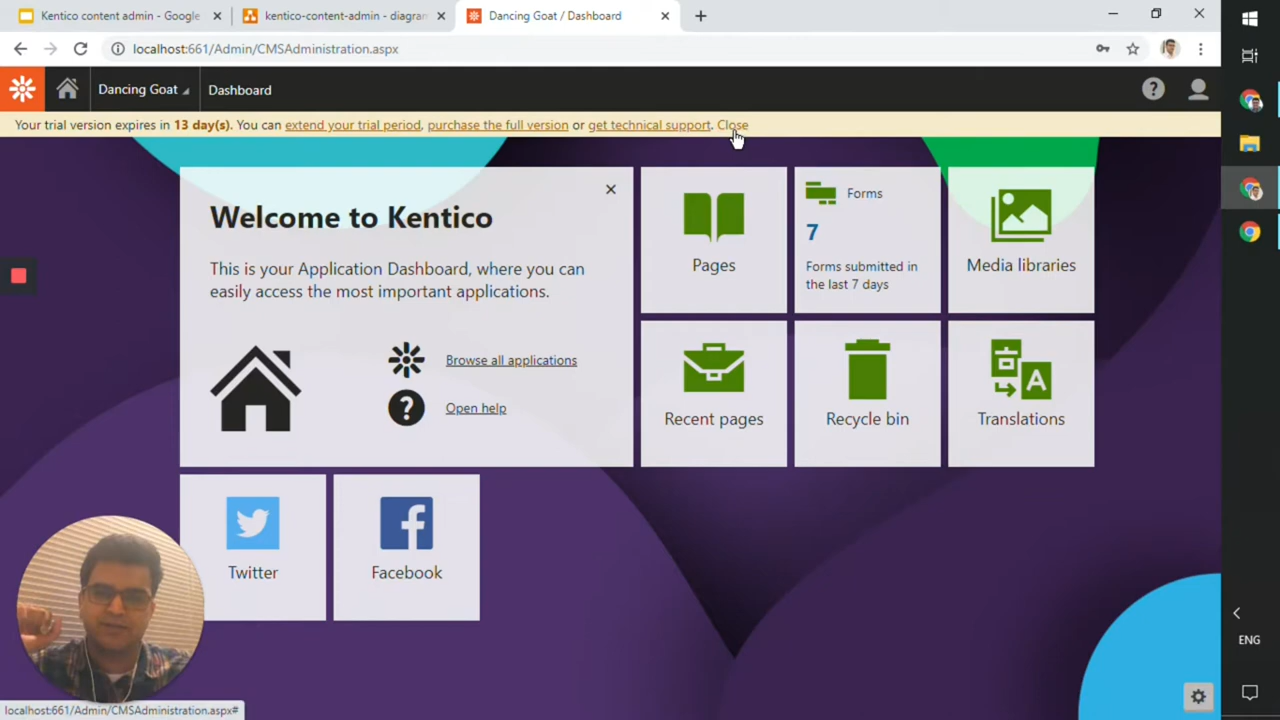 Kentico content admin - Google
kentico-content-admin - diagram
Dancing Goat / Dashboard
localhost:661/Admin/CMSAdministration.aspx
Dancing Goat
Dashboard
Your trial version expires in 13 day(s). You can extend your trial period, purchase the full version or get technical support. Close
Welcome to Kentico
This is your Application Dashboard, where you can
easily access the most important applications.
Browse all applications
Open help
Pages
Forms
7
Forms submitted in
the last 7 days
Media libraries
Recent pages
Recycle bin
A
Translations
Twitter
Facebook
ENG
localhost:661/Admin/CMSAdministration.aspx#